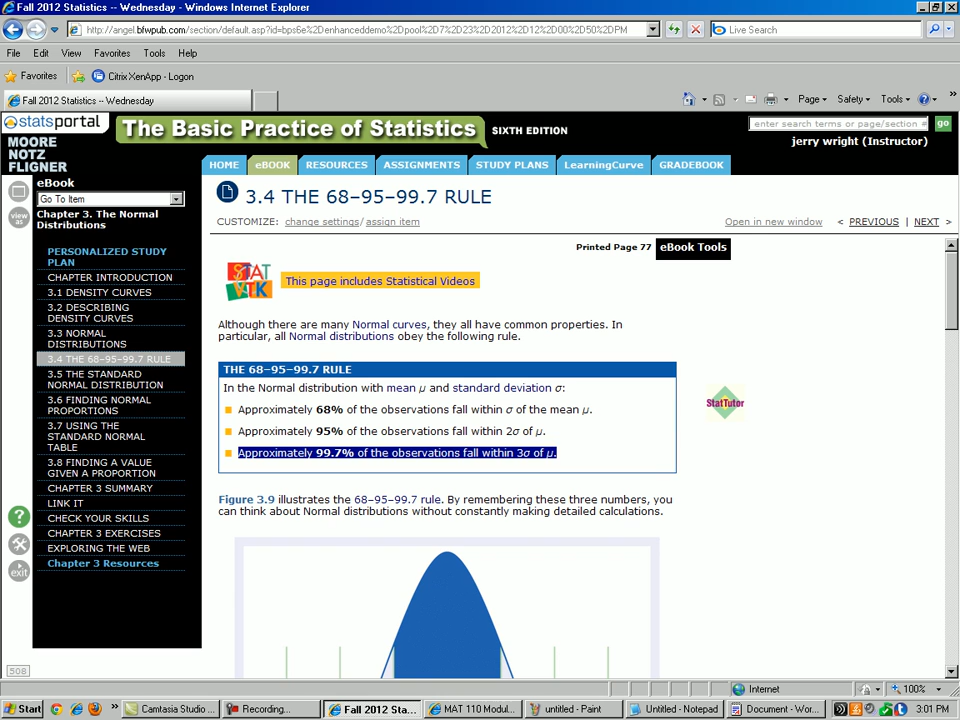 Fall 2012 Statistics -- Wednesday - Windows Internet Explorer
http://angel.bfwpub.com/section/default.asp?id=bps6e%2Denhanceddemo%2Dpool%2D7%2D23%2D2012%2D12%2D00%2D50%2DPM
Live Search
File Edit View Favorites Tools Help
Favorites Citrix XenApp - Logon
Fall 2012 Statistics -- Wednesday
Page Safety Tools
statsportal
The Basic Practice of Statistics SIXTH EDITION
enter search terms or page/section # go
MOORE
NOTZ
FLIGNER
jerry wright (Instructor)
HOME eBOOK RESOURCES ASSIGNMENTS STUDY PLANS LearningCurve GRADEBOOK
eBook
Go To Item
view as
Chapter 3. The Normal
Distributions
PERSONALIZED STUDY
PLAN
CHAPTER INTRODUCTION
3.1 DENSITY CURVES
3.2 DESCRIBING
DENSITY CURVES
3.3 NORMAL
DISTRIBUTIONS
3.4 THE 68–95–99.7 RULE
3.5 THE STANDARD
NORMAL DISTRIBUTION
3.6 FINDING NORMAL
PROPORTIONS
3.7 USING THE
STANDARD NORMAL
TABLE
3.8 FINDING A VALUE
GIVEN A PROPORTION
CHAPTER 3 SUMMARY
LINK IT
CHECK YOUR SKILLS
CHAPTER 3 EXERCISES
EXPLORING THE WEB
Chapter 3 Resources
?
exit
508
3.4 THE 68–95–99.7 RULE
CUSTOMIZE: change settings/ assign item
Open in new window < PREVIOUS | NEXT >
Printed Page 77 eBook Tools
STAT
VTK
This page includes Statistical Videos
Although there are many Normal curves, they all have common properties. In
particular, all Normal distributions obey the following rule.
THE 68–95–99.7 RULE
In the Normal distribution with mean μ and standard deviation σ:
Approximately 68% of the observations fall within σ of the mean μ.
Approximately 95% of the observations fall within 2σ of μ.
Approximately 99.7% of the observations fall within 3σ of μ.
StatTutor
Figure 3.9 illustrates the 68–95–99.7 rule. By remembering these three numbers, you
can think about Normal distributions without constantly making detailed calculations.
Internet 100%
Start Camtasia Studio ... Recording... Fall 2012 Sta... MAT 110 Modul... untitled - Paint Untitled - Notepad Document - Wor... 3:01 PM